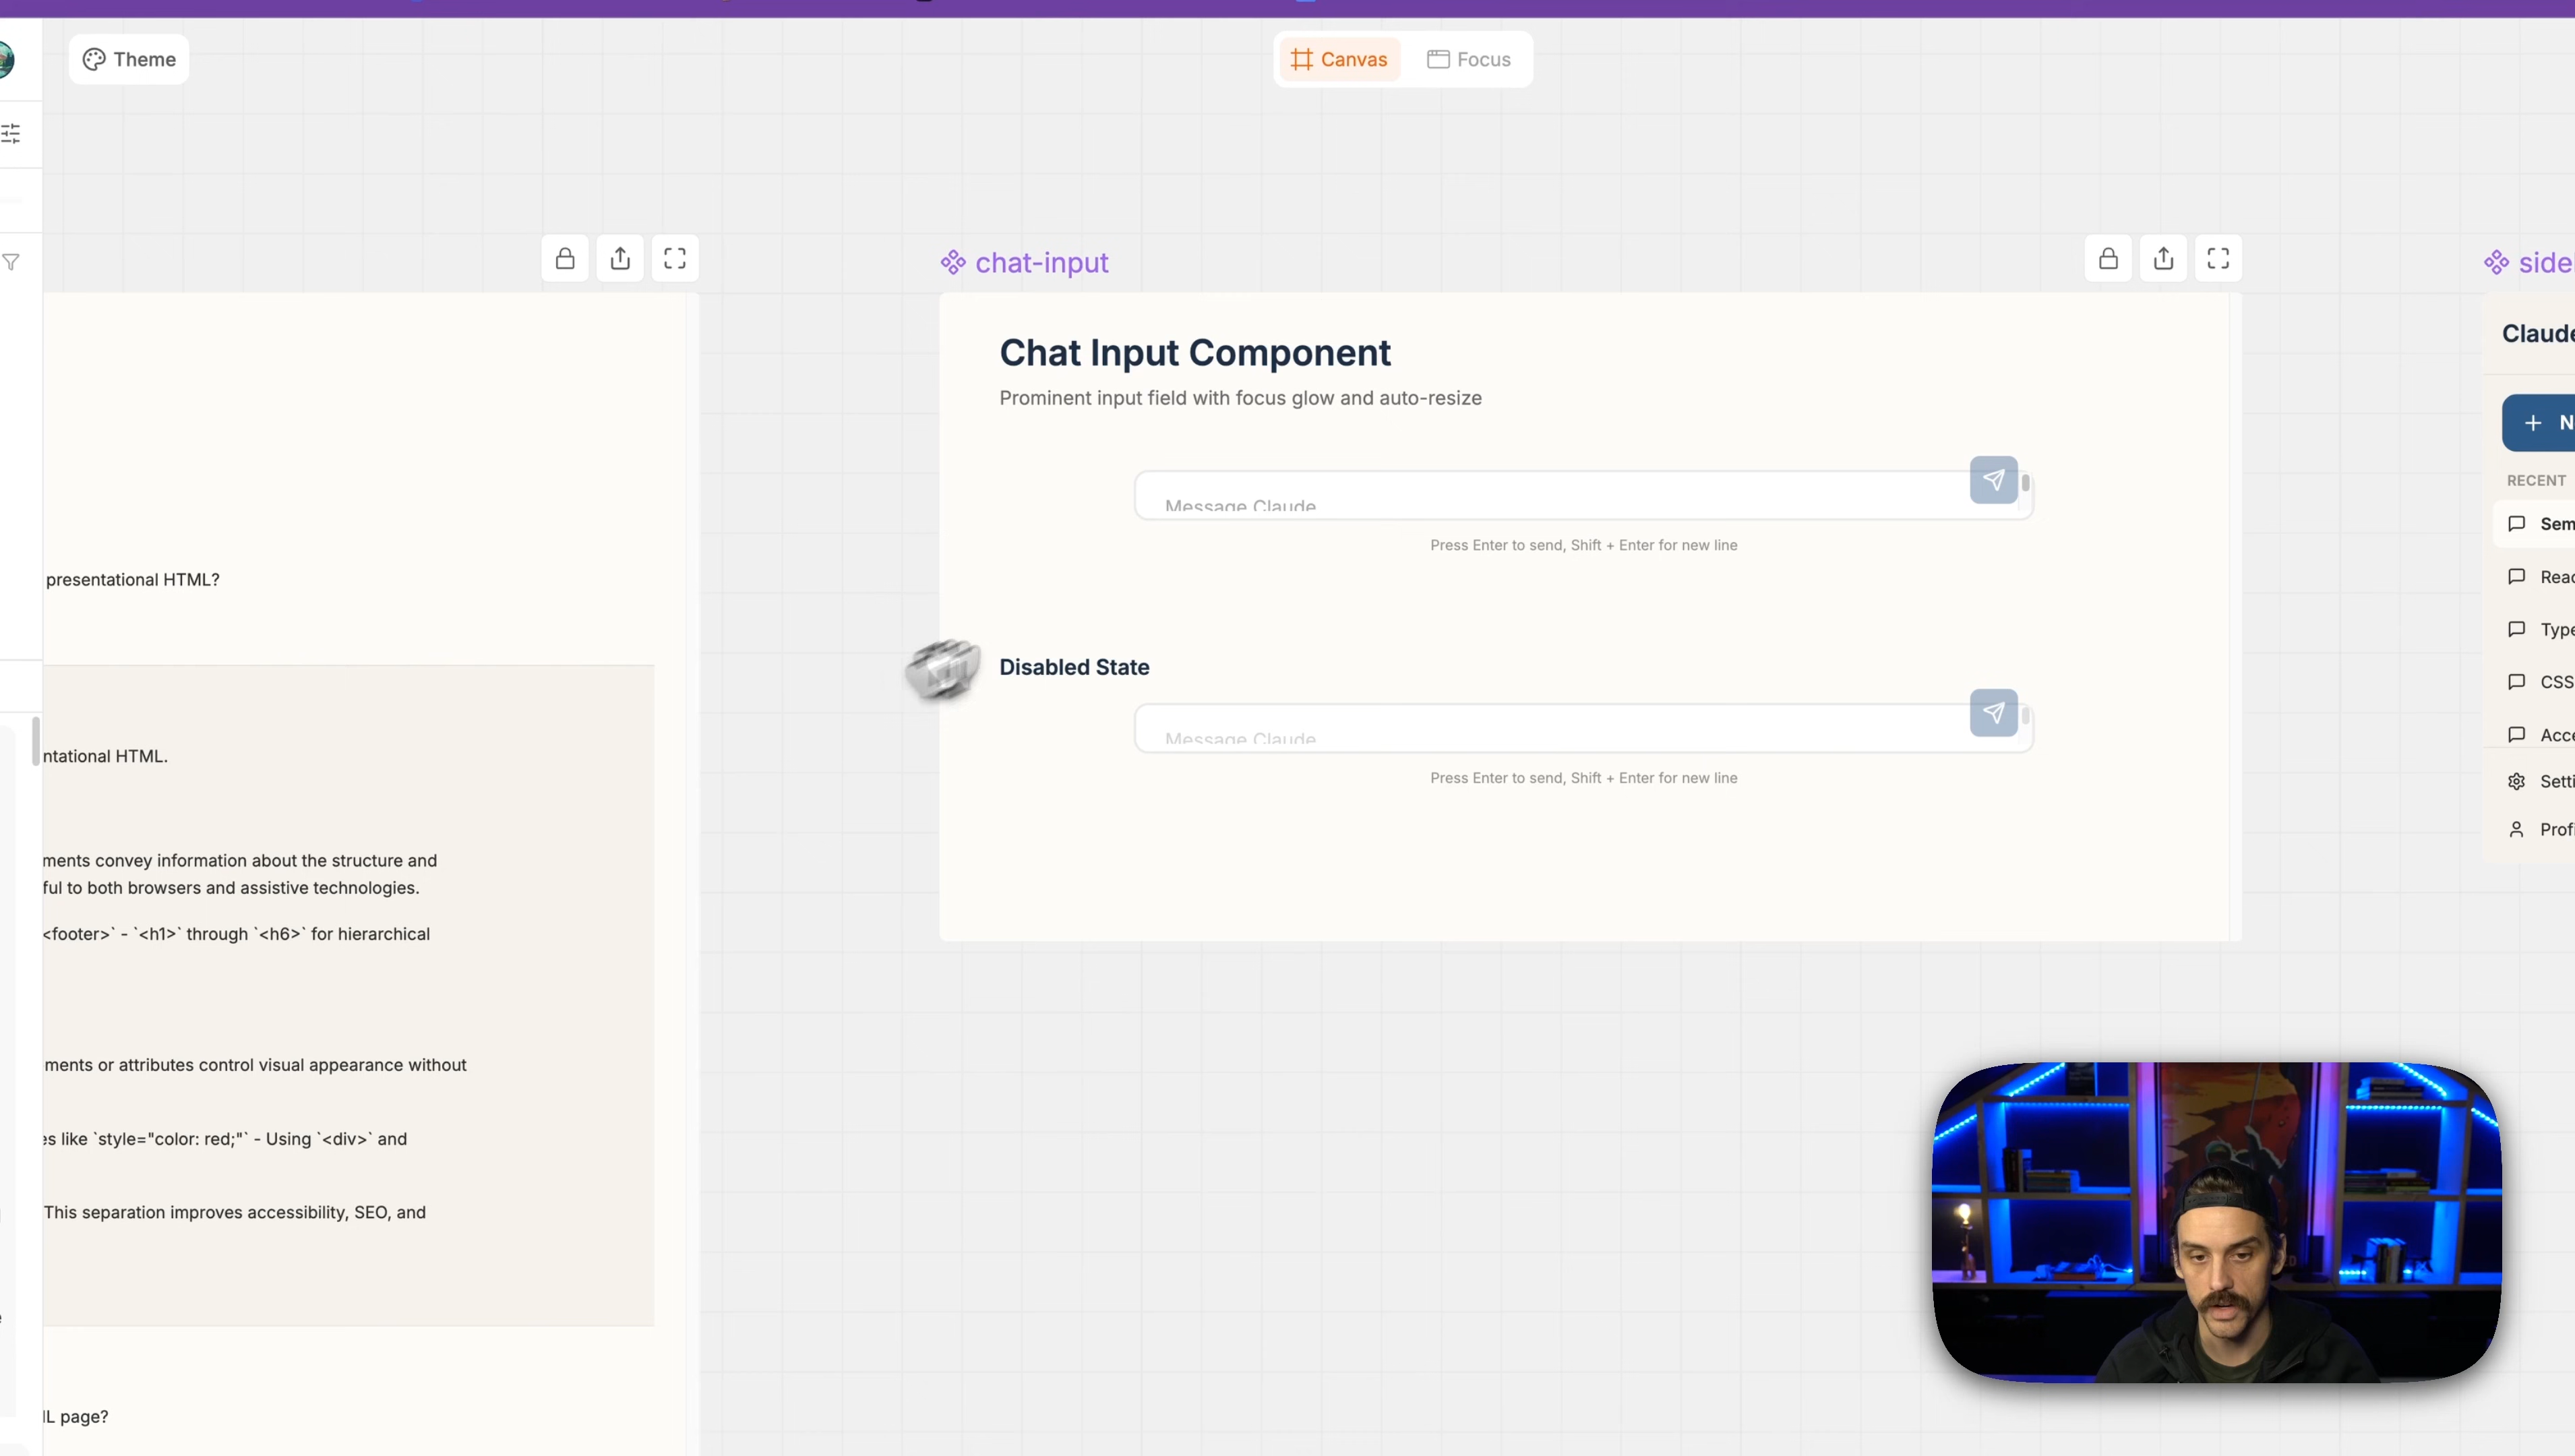 Theme
Canvas
Focus
presentational HTML?
ntational HTML.
ments convey information about the structure and
ful to both browsers and assistive technologies.
<footer>` - `<h1>` through `<h6>` for hierarchical
ments or attributes control visual appearance without
es like `style="color: red;"` - Using `<div>` and
This separation improves accessibility, SEO, and
page?
chat-input
Chat Input Component
Prominent input field with focus glow and auto-resize
Message Claude
Press Enter to send, Shift + Enter for new line
Disabled State
Message Claude
Press Enter to send, Shift + Enter for new line
side
Claude
+ N
RECENT
Sem
Reac
Type
CSS
Acce
Setti
Profi